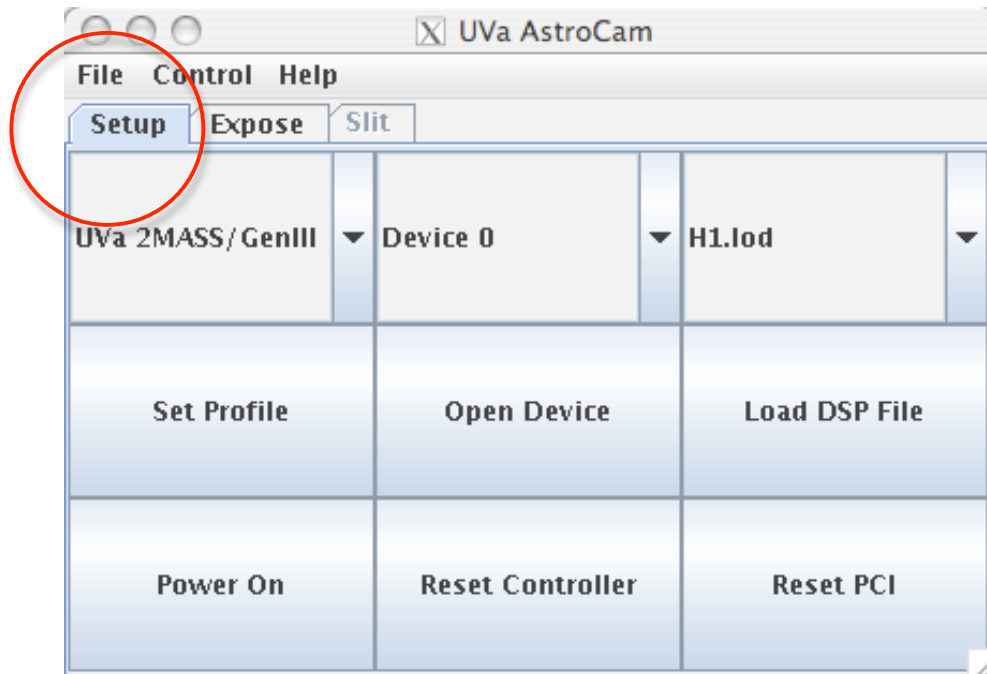 X UVa AstroCam
File Control Help
Setup Expose Slit
UVa 2MASS/GenIII Device 0 H1.lod
Set Profile Open Device Load DSP File
Power On Reset Controller Reset PCI